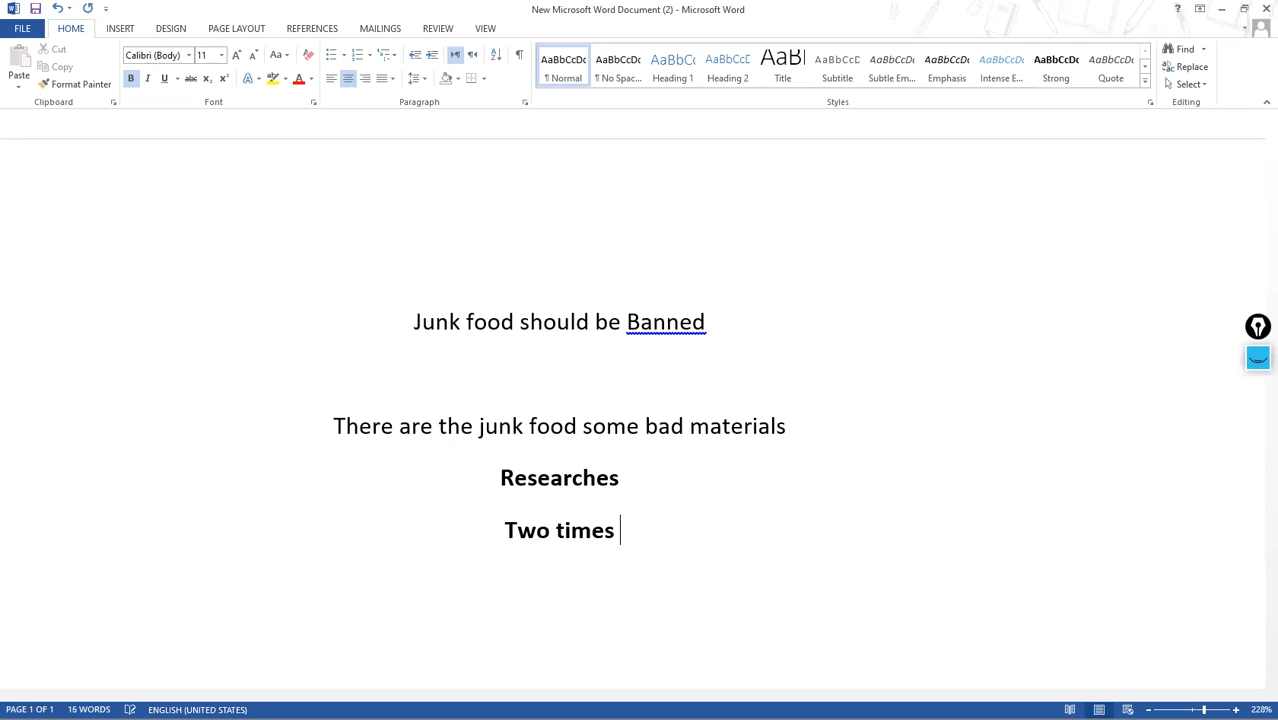 New Microsoft Word Document (2) - Microsoft Word
FILE HOME INSERT DESIGN PAGE LAYOUT REFERENCES MAILINGS REVIEW VIEW
Paste
Cut
Copy
Format Painter
Clipboard
Calibri (Body) 11
Font
Paragraph
AaBbCcDc AaBbCcDc AaBbCc AaBbCcD AaBl AaBbCcD AaBbCcDc AaBbCcDc AaBbCcDc AaBbCcDc AaBbCcDc
¶ Normal ¶ No Spac... Heading 1 Heading 2 Title Subtitle Subtle Em... Emphasis Intense E... Strong Quote
Styles
Find
Replace
Select
Editing
Junk food should be Banned
There are the junk food some bad materials
Researches
Two times
PAGE 1 OF 1 16 WORDS ENGLISH (UNITED STATES) 228%